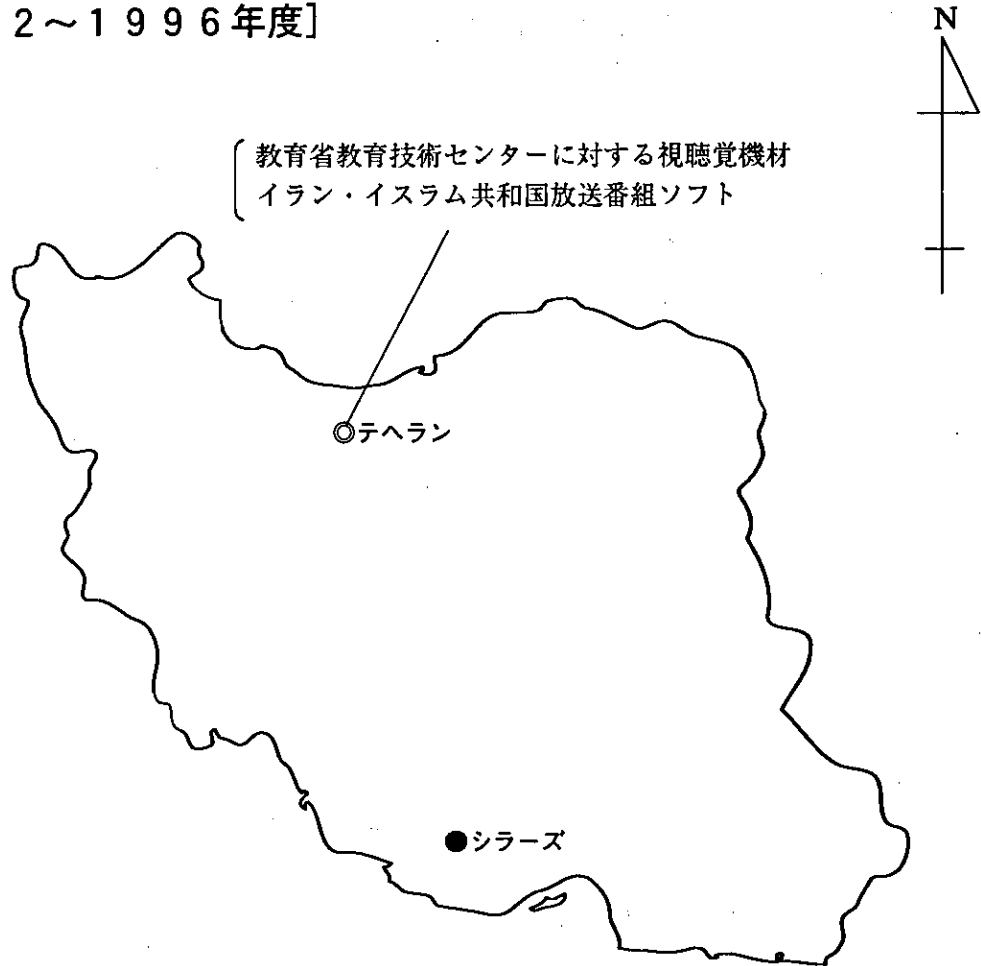 2～1996年度]
N
教育省教育技術センターに対する視聴覚機材
イラン・イスラム共和国放送番組ソフト
テヘラン
シラーズ